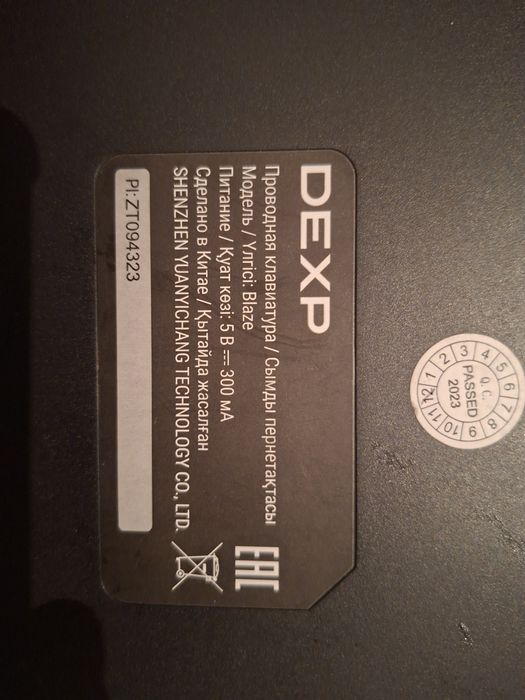 DEXP
Проводная клавиатура / Сымды пернетақтасы
Модель / Үлгісі: Blaze
Питание / Қуат көзі: 5 В ⎓ 300 мА
Сделано в Китае / Қытайда жасалған
SHENZHEN YUANYICHANG TECHNOLOGY CO., LTD.
PI: ZT094323
EAC
1 2 3 4 5 6 7 8 9 10 11 12
Q.C.
PASSED
2023